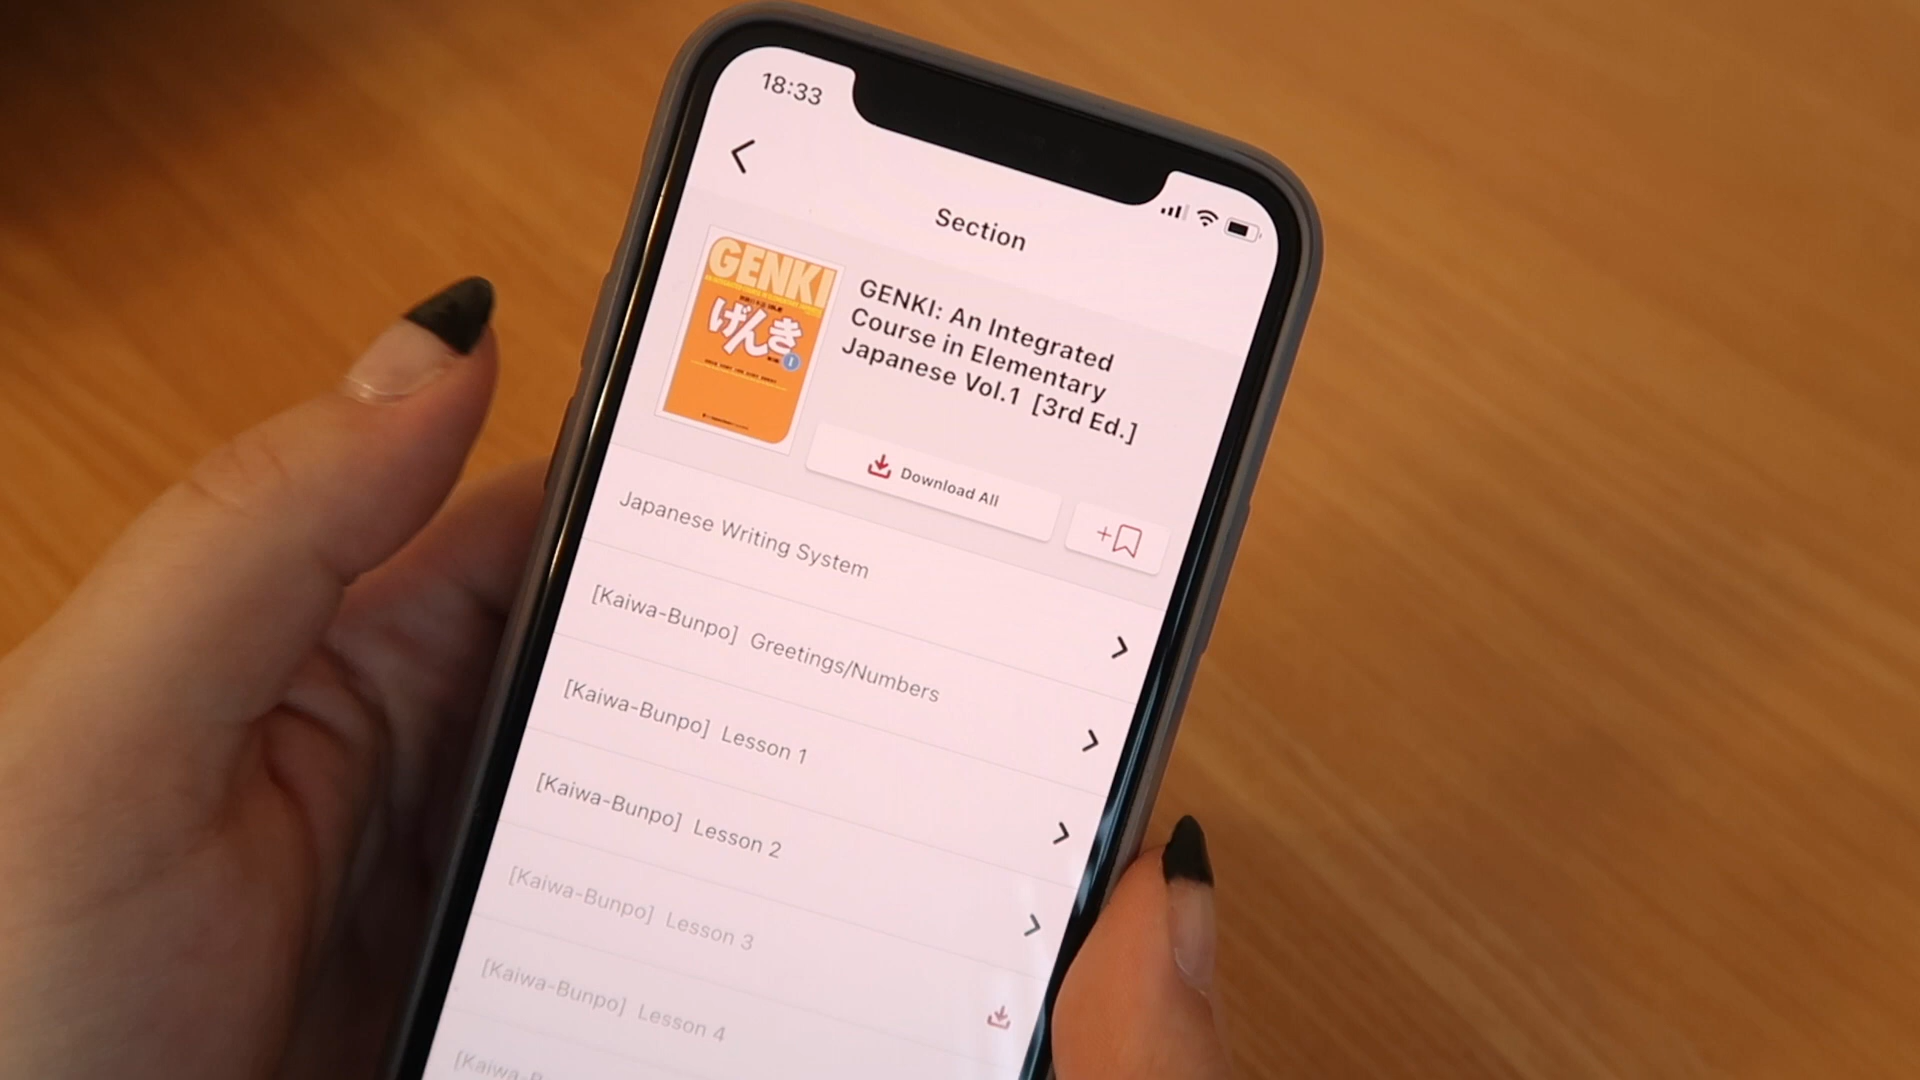 18:33
Section
GENKI
げんき
I
GENKI: An Integrated
Course in Elementary
Japanese Vol.1 [3rd Ed.]
Download All
Japanese Writing System
[Kaiwa-Bunpo] Greetings/Numbers
[Kaiwa-Bunpo] Lesson 1
[Kaiwa-Bunpo] Lesson 2
[Kaiwa-Bunpo] Lesson 3
[Kaiwa-Bunpo] Lesson 4